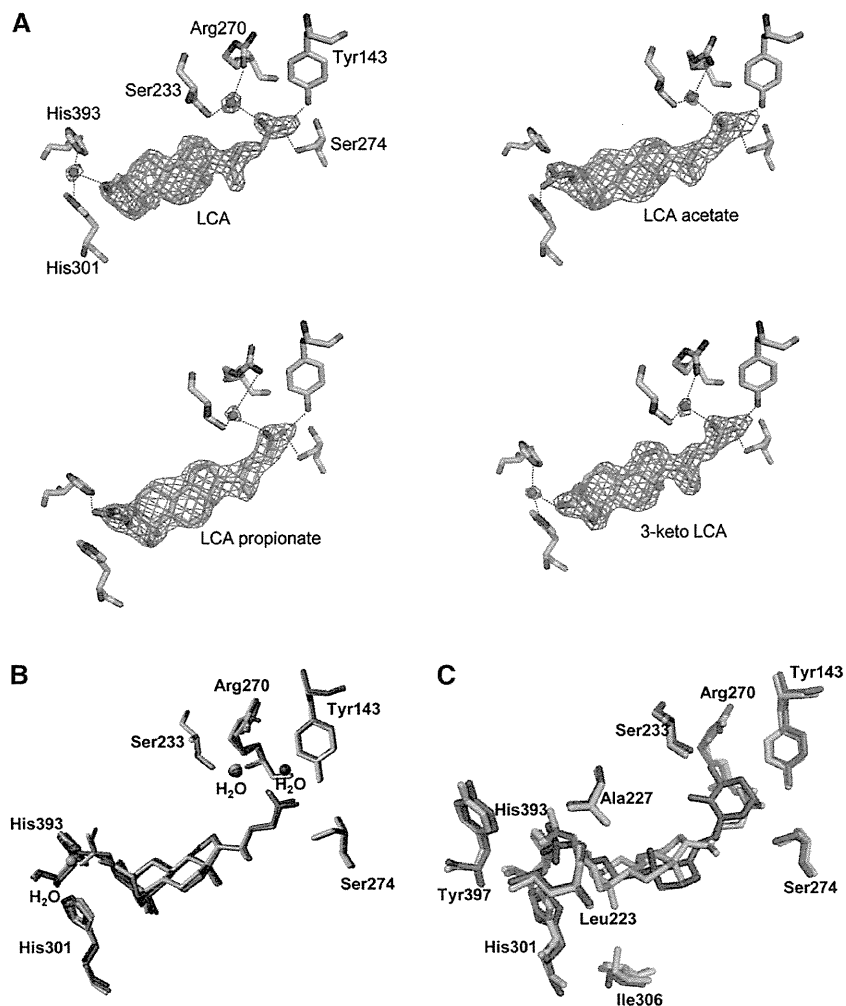 A
Arg270
Tyr143
Ser233
His393
Ser274
LCA
LCA acetate
His301
LCA propionate
3-keto LCA
B
Arg270
Tyr143
Ser233
H₂O
H₂O
His393
H₂O
Ser274
His301
C
Tyr143
Arg270
Ser233
Ala227
His393
Tyr397
Ser274
Leu223
His301
Ile306